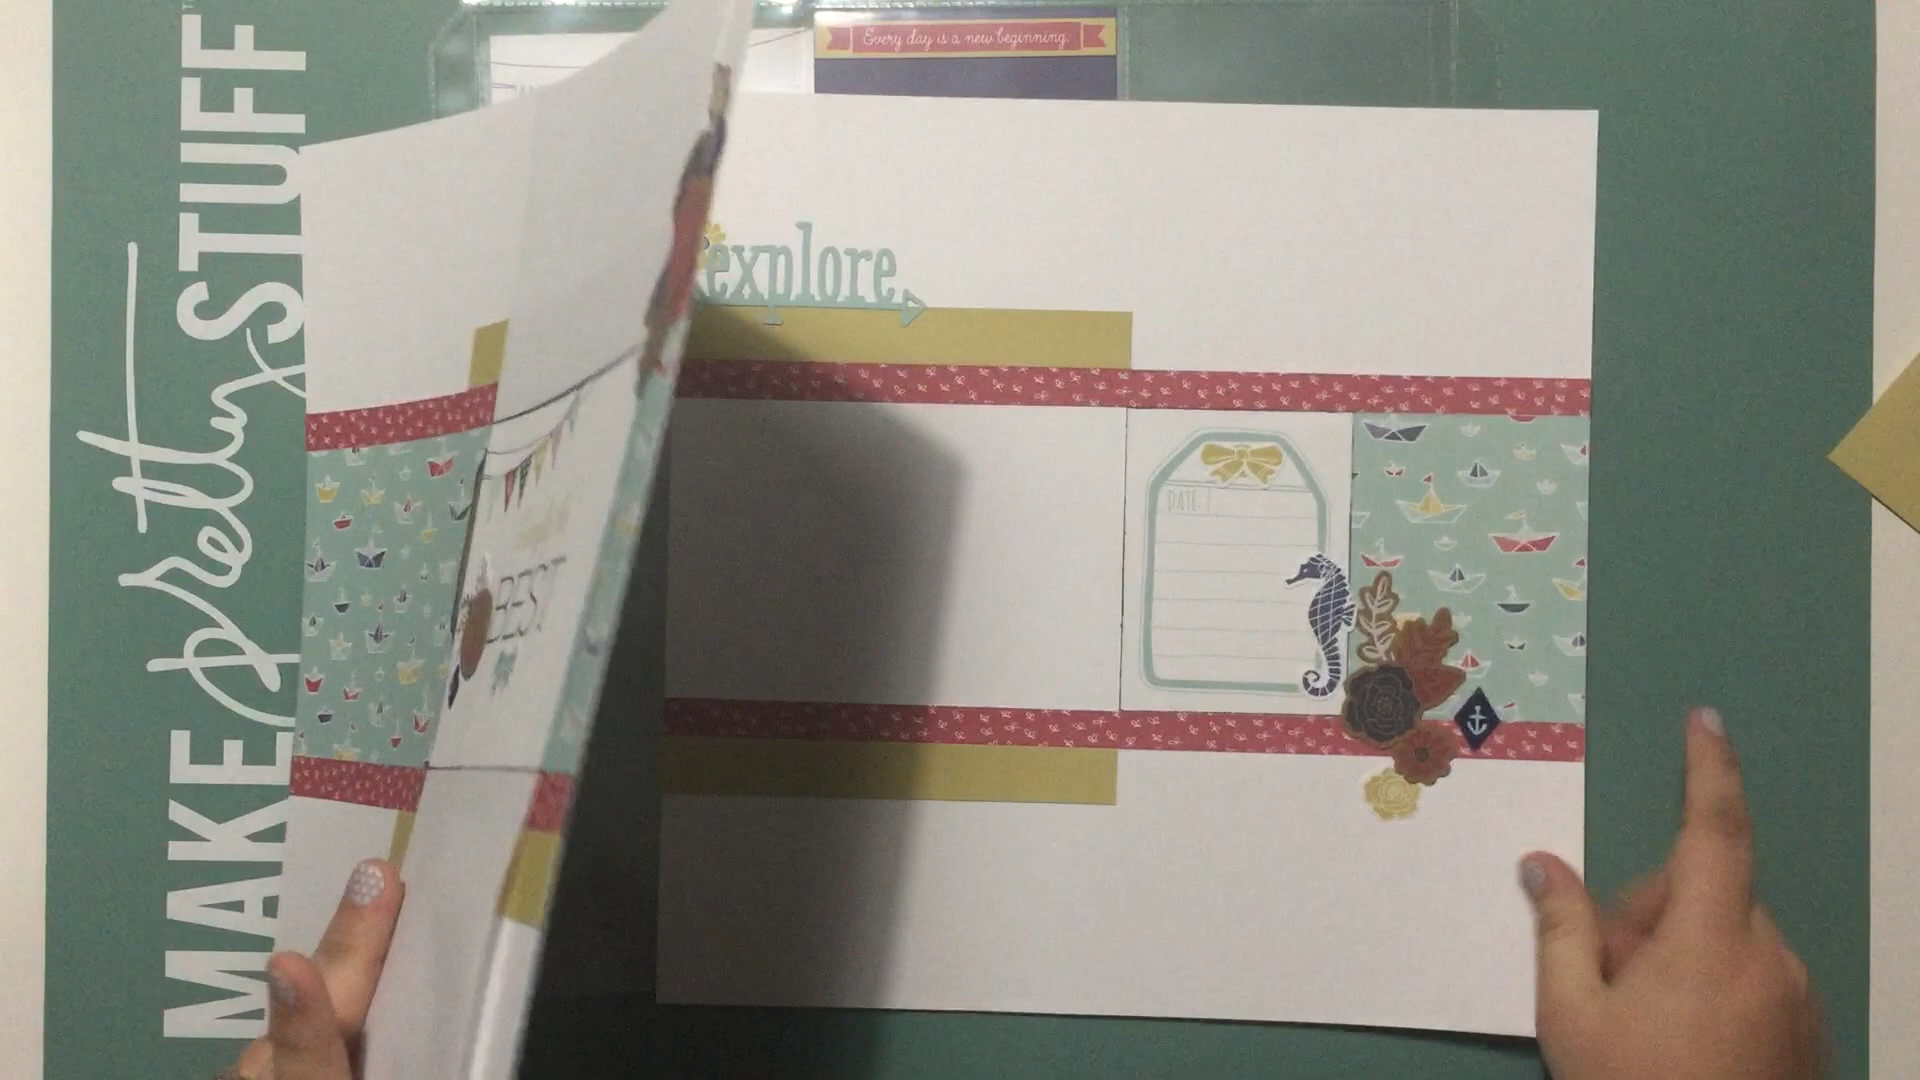 MAKE pretty STUFF
Every day is a new beginning.
explore
DATE:
BEST